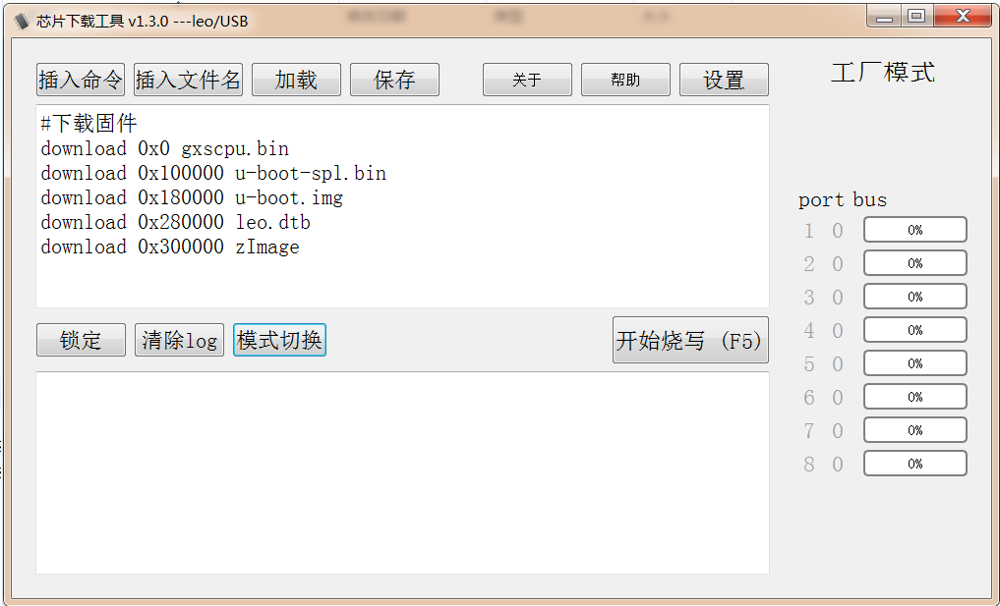 芯片下载工具 v1.3.0 ---leo/USB
插入命令 插入文件名 加载 保存 关于 帮助 设置
工厂模式
#下载固件
download 0x0 gxscpu.bin
download 0x100000 u-boot-spl.bin
download 0x180000 u-boot.img
download 0x280000 leo.dtb
download 0x300000 zImage
锁定 清除log 模式切换 开始烧写 (F5)
port bus
1 0 0%
2 0 0%
3 0 0%
4 0 0%
5 0 0%
6 0 0%
7 0 0%
8 0 0%